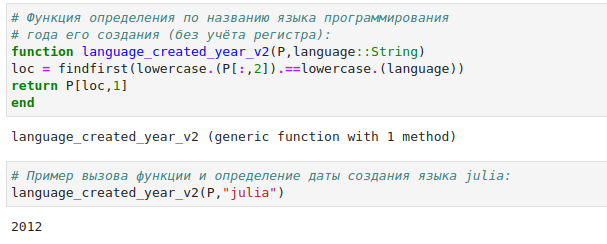 # Функция определения по названию языка программирования
# года его создания (без учёта регистра):
function language_created_year_v2(P,language::String)
loc = findfirst(lowercase.(P[:,2]).==lowercase.(language))
return P[loc,1]
end
language_created_year_v2 (generic function with 1 method)
# Пример вызова функции и определение даты создания языка julia:
language_created_year_v2(P,"julia")
2012